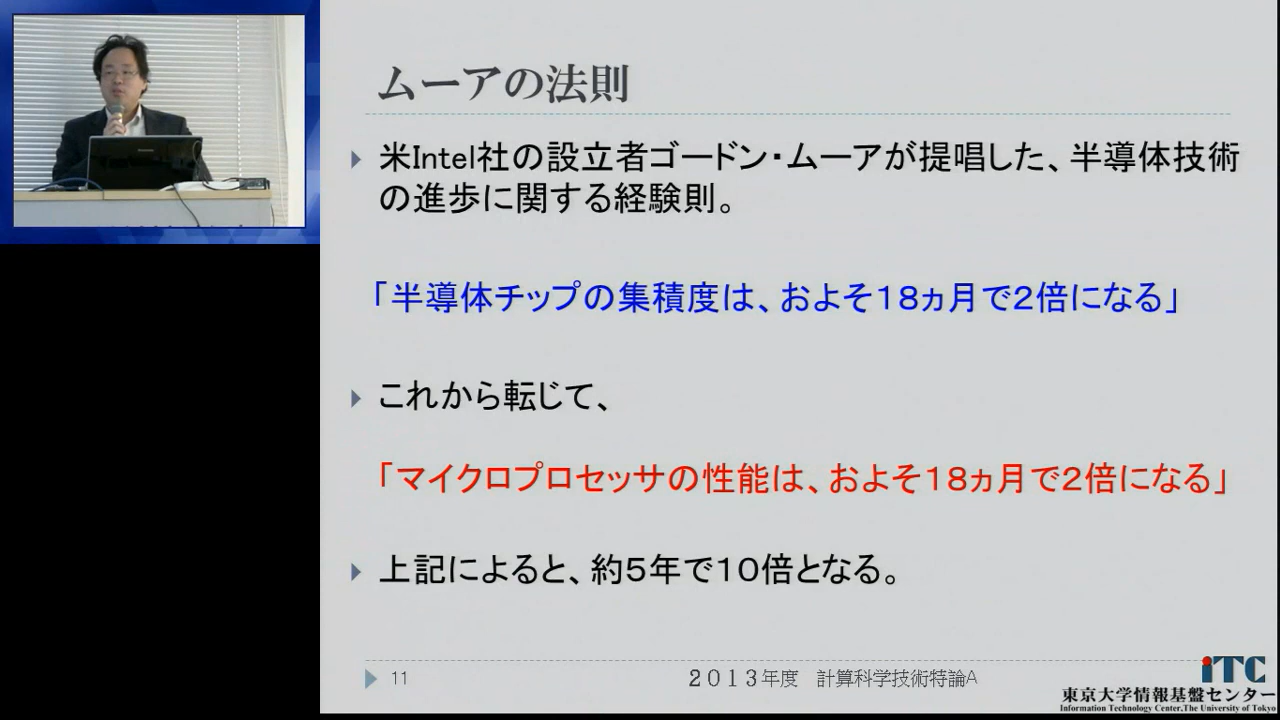 ムーアの法則
米Intel社の設立者ゴードン・ムーアが提唱した、半導体技術
の進歩に関する経験則。
「半導体チップの集積度は、およそ18ヵ月で2倍になる」
これから転じて、
「マイクロプロセッサの性能は、およそ18ヵ月で2倍になる」
上記によると、約5年で10倍となる。
11
2013年度 計算科学技術特論A
iTC
東京大学情報基盤センター
Information Technology Center,The University of Tokyo